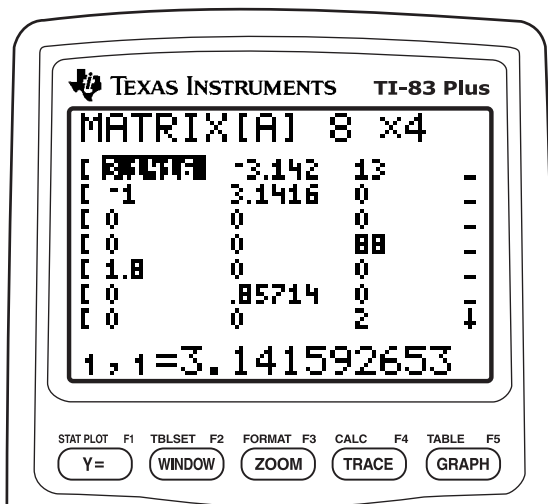 TEXAS INSTRUMENTS TI-83 Plus
MATRIX[A] 8 ×4
[ 3.1416 ⁻3.142 13 _
[ ⁻1 3.1416 0 _
[ 0 0 0 _
[ 0 0 88 _
[ 1.8 0 0 _
[ 0 .85714 0 _
[ 0 0 2 ↓
1,1=3.141592653
STAT PLOT F1 TBLSET F2 FORMAT F3 CALC F4 TABLE F5
Y= WINDOW ZOOM TRACE GRAPH